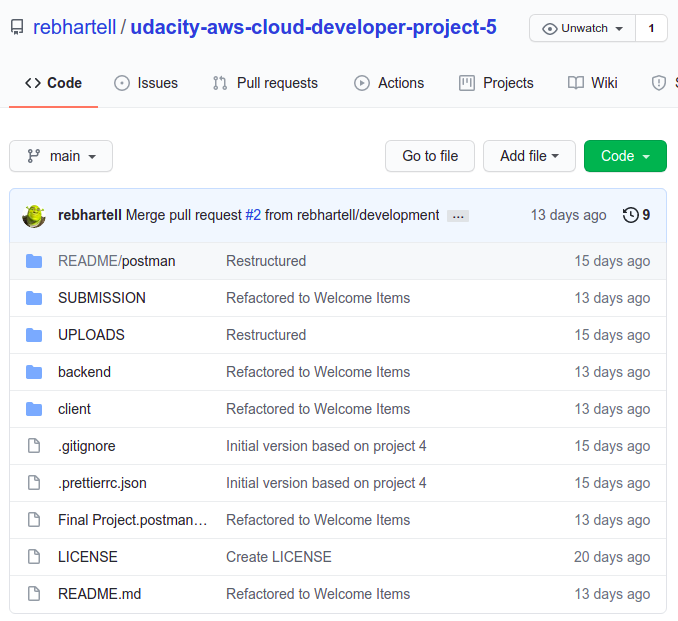 rebhartell / udacity-aws-cloud-developer-project-5 Unwatch 1
Code Issues Pull requests Actions Projects Wiki
main Go to file Add file Code
rebhartell Merge pull request #2 from rebhartell/development ... 13 days ago 9
README/postman Restructured 15 days ago
SUBMISSION Refactored to Welcome Items 13 days ago
UPLOADS Restructured 15 days ago
backend Refactored to Welcome Items 13 days ago
client Refactored to Welcome Items 13 days ago
.gitignore Initial version based on project 4 15 days ago
.prettierrc.json Initial version based on project 4 15 days ago
Final Project.postman… Refactored to Welcome Items 13 days ago
LICENSE Create LICENSE 20 days ago
README.md Refactored to Welcome Items 13 days ago